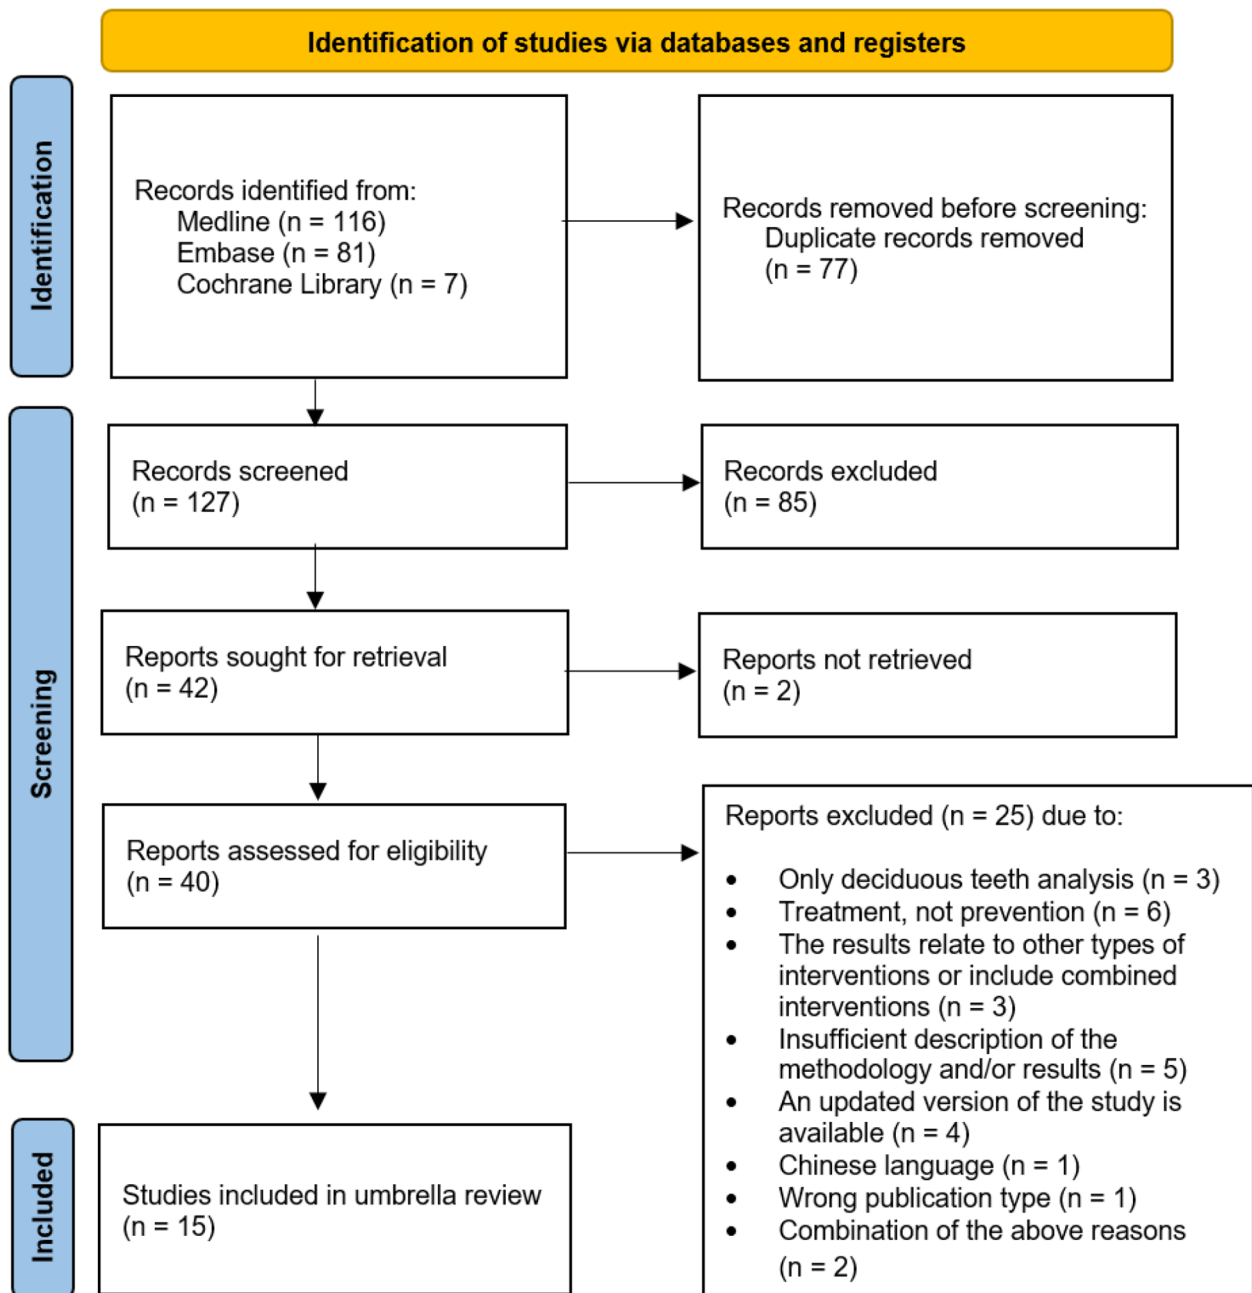 Identification of studies via databases and registers
Identification
Records identified from:
Medline (n = 116)
Embase (n = 81)
Cochrane Library (n = 7)
Records removed before screening:
Duplicate records removed
(n = 77)
Screening
Records screened
(n = 127)
Records excluded
(n = 85)
Reports sought for retrieval
(n = 42)
Reports not retrieved
(n = 2)
Reports assessed for eligibility
(n = 40)
Reports excluded (n = 25) due to:
• Only deciduous teeth analysis (n = 3)
• Treatment, not prevention (n = 6)
• The results relate to other types of
interventions or include combined
interventions (n = 3)
• Insufficient description of the
methodology and/or results (n = 5)
• An updated version of the study is
available (n = 4)
• Chinese language (n = 1)
• Wrong publication type (n = 1)
• Combination of the above reasons
(n = 2)
Included
Studies included in umbrella review
(n = 15)